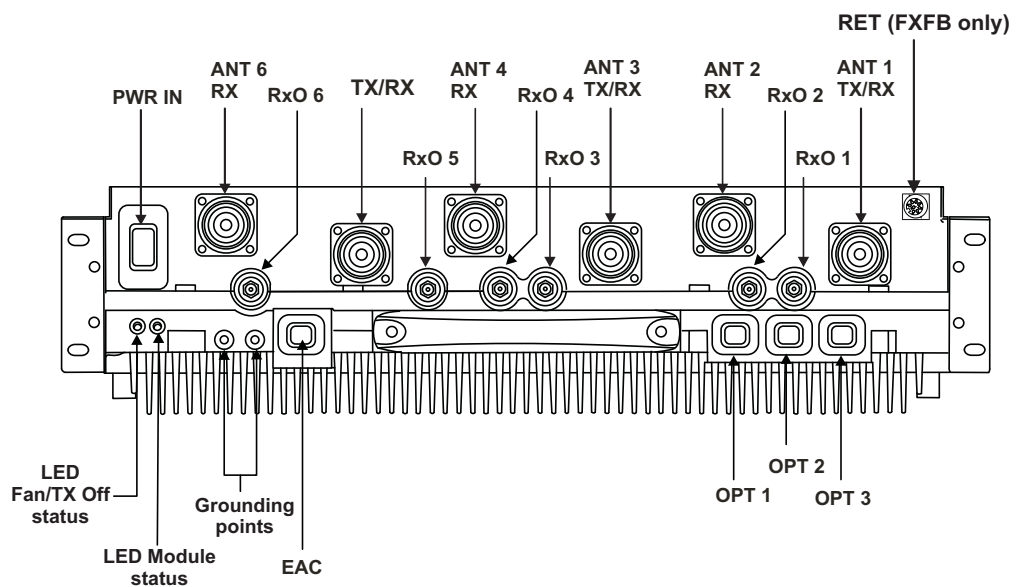 RET (FXFB only)
PWR IN
ANT 6
RX
RxO 6
TX/RX
ANT 4
RX
RxO 4
ANT 3
TX/RX
ANT 2
RX
RxO 2
ANT 1
TX/RX
RxO 5
RxO 3
RxO 1
LED
Fan/TX Off
status
LED Module
status
Grounding
points
EAC
OPT 1
OPT 2
OPT 3